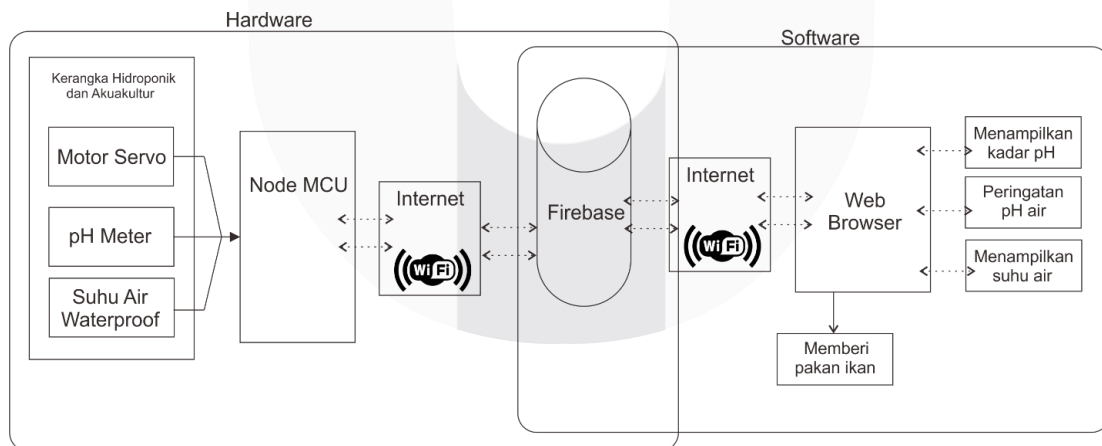 Hardware
Software
Kerangka Hidroponik
dan Akuakultur
Motor Servo
pH Meter
Suhu Air
Waterproof
Node MCU
Internet
WiFi
Firebase
Internet
WiFi
Web
Browser
Menampilkan
kadar pH
Peringatan
pH air
Menampilkan
suhu air
Memberi
pakan ikan